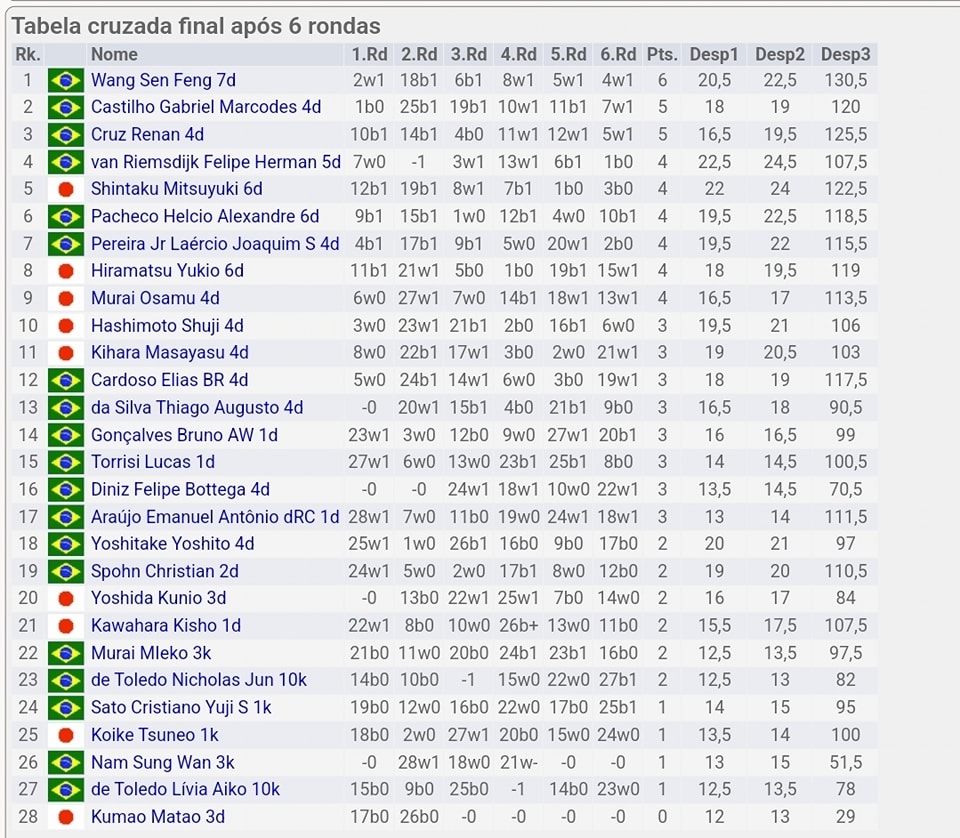 Tabela cruzada final após 6 rondas
Rk. Nome 1.Rd 2.Rd 3.Rd 4.Rd 5.Rd 6.Rd Pts. Desp1 Desp2 Desp3
1 Wang Sen Feng 7d 2w1 18b1 6b1 8w1 5w1 4w1 6 20,5 22,5 130,5
2 Castilho Gabriel Marcodes 4d 1b0 25b1 19b1 10w1 11b1 7w1 5 18 19 120
3 Cruz Renan 4d 10b1 14b1 4b0 11w1 12w1 5w1 5 16,5 19,5 125,5
4 van Riemsdijk Felipe Herman 5d 7w0 -1 3w1 13w1 6b1 1b0 4 22,5 24,5 107,5
5 Shintaku Mitsuyuki 6d 12b1 19b1 8w1 7b1 1b0 3b0 4 22 24 122,5
6 Pacheco Helcio Alexandre 6d 9b1 15b1 1w0 12b1 4w0 10b1 4 19,5 22,5 118,5
7 Pereira Jr Laércio Joaquim S 4d 4b1 17b1 9b1 5w0 20w1 2b0 4 19,5 22 115,5
8 Hiramatsu Yukio 6d 11b1 21w1 5b0 1b0 19b1 15w1 4 18 19,5 119
9 Murai Osamu 4d 6w0 27w1 7w0 14b1 18w1 13w1 4 16,5 17 113,5
10 Hashimoto Shuji 4d 3w0 23w1 21b1 2b0 16b1 6w0 3 19,5 21 106
11 Kihara Masayasu 4d 8w0 22b1 17w1 3b0 2w0 21w1 3 19 20,5 103
12 Cardoso Elias BR 4d 5w0 24b1 14w1 6w0 3b0 19w1 3 18 19 117,5
13 da Silva Thiago Augusto 4d -0 20w1 15b1 4b0 21b1 9b0 3 16,5 18 90,5
14 Gonçalves Bruno AW 1d 23w1 3w0 12b0 9w0 27w1 20b1 3 16 16,5 99
15 Torrisi Lucas 1d 27w1 6w0 13w0 23b1 25b1 8b0 3 14 14,5 100,5
16 Diniz Felipe Bottega 4d -0 -0 24w1 18w1 10w0 22w1 3 13,5 14,5 70,5
17 Araújo Emanuel Antônio dRC 1d 28w1 7w0 11b0 19w0 24w1 18w1 3 13 14 111,5
18 Yoshitake Yoshito 4d 25w1 1w0 26b1 16b0 9b0 17b0 2 20 21 97
19 Spohn Christian 2d 24w1 5w0 2w0 17b1 8w0 12b0 2 19 20 110,5
20 Yoshida Kunio 3d -0 13b0 22w1 25w1 7b0 14w0 2 16 17 84
21 Kawahara Kisho 1d 22w1 8b0 10w0 26b+ 13w0 11b0 2 15,5 17,5 107,5
22 Murai MIeko 3k 21b0 11w0 20b0 24b1 23b1 16b0 2 12,5 13,5 97,5
23 de Toledo Nicholas Jun 10k 14b0 10b0 -1 15w0 22w0 27b1 2 12,5 13 82
24 Sato Cristiano Yuji S 1k 19b0 12w0 16b0 22w0 17b0 25b1 1 14 15 95
25 Koike Tsuneo 1k 18b0 2w0 27w1 20b0 15w0 24w0 1 13,5 14 100
26 Nam Sung Wan 3k -0 28w1 18w0 21w- -0 -0 1 13 15 51,5
27 de Toledo Lívia Aiko 10k 15b0 9b0 25b0 -1 14b0 23w0 1 12,5 13,5 78
28 Kumao Matao 3d 17b0 26b0 -0 -0 -0 -0 0 12 13 29